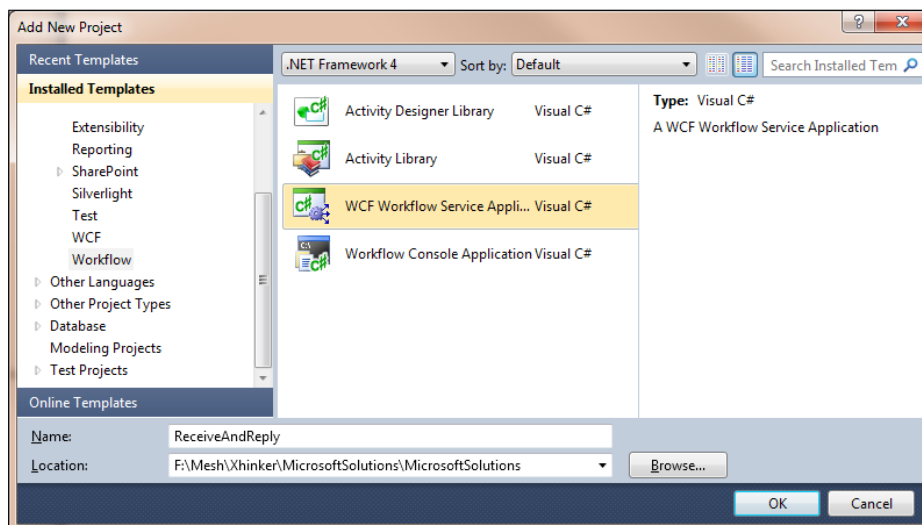 Add New Project
Recent Templates
Installed Templates
Extensibility
Reporting
SharePoint
Silverlight
Test
WCF
Workflow
Other Languages
Other Project Types
Database
Modeling Projects
Test Projects
Online Templates
.NET Framework 4 Sort by: Default Search Installed Tem
Activity Designer Library Visual C#
Activity Library Visual C#
WCF Workflow Service Appli... Visual C#
Workflow Console Application Visual C#
Type: Visual C#
A WCF Workflow Service Application
Name: ReceiveAndReply
Location: F:\Mesh\Xhinker\MicrosoftSolutions\MicrosoftSolutions Browse...
OK Cancel